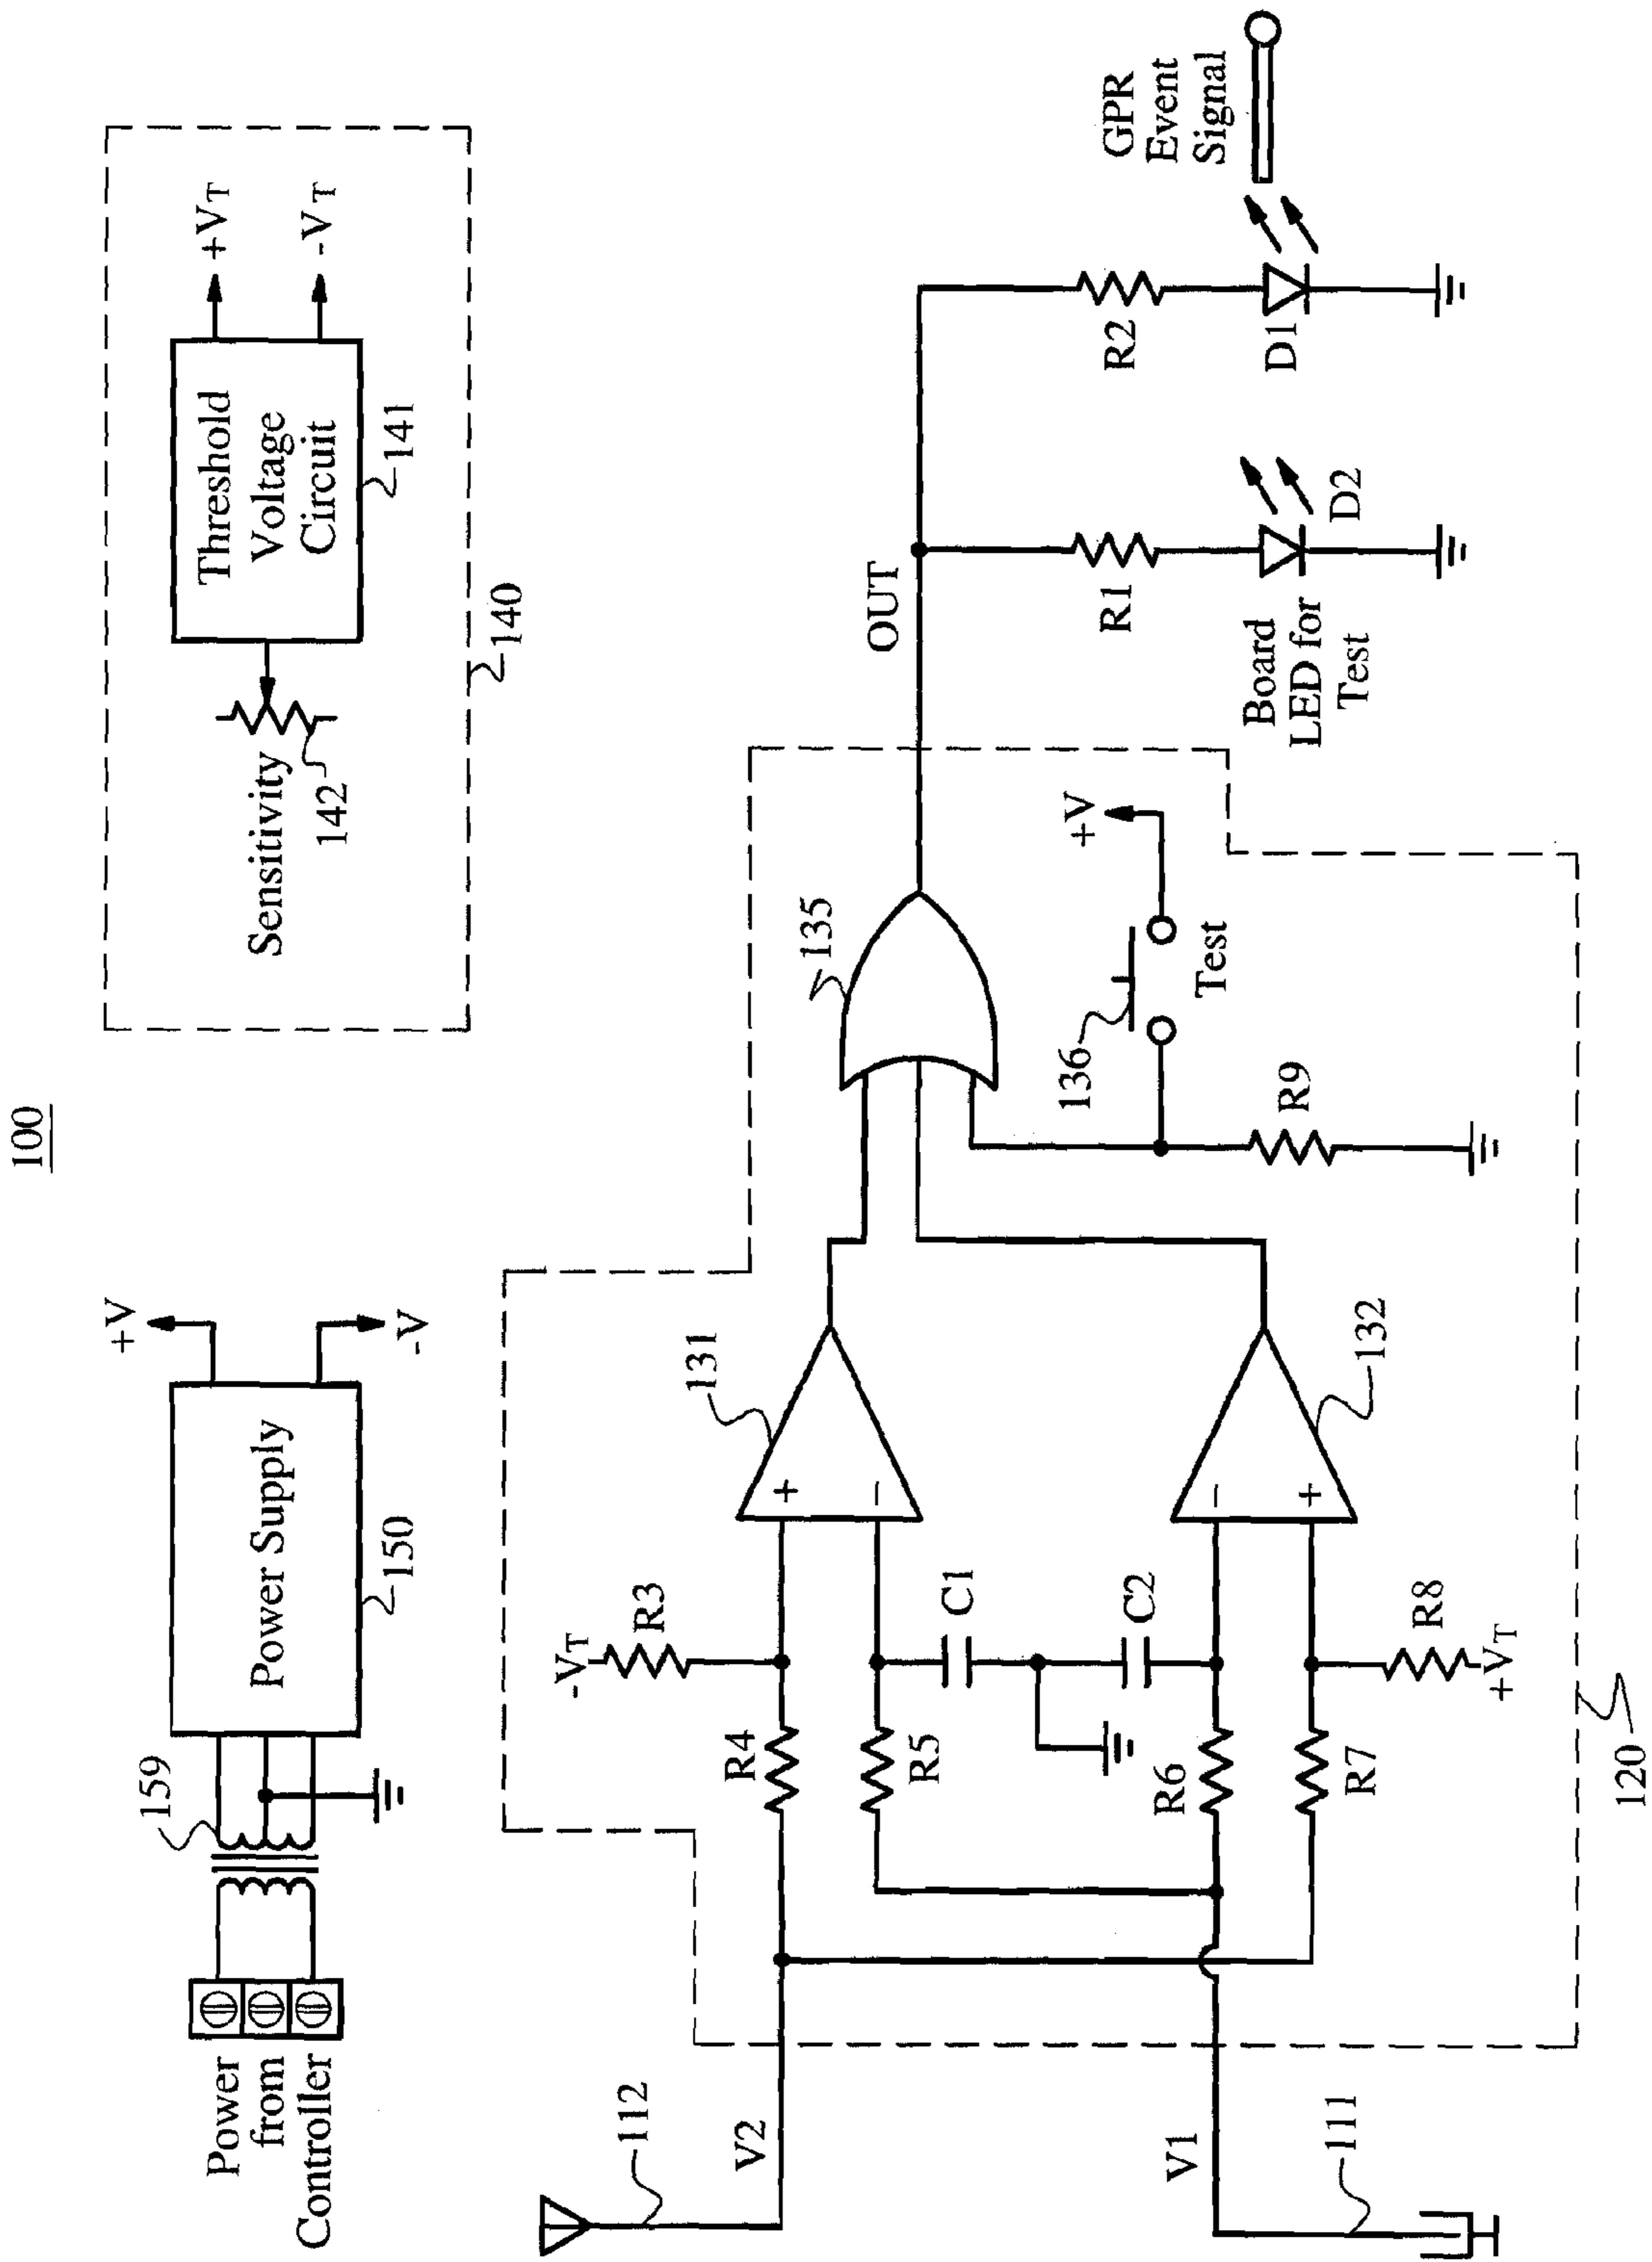 100
Power
from
Controller
159
Power Supply
150
+V
-V
Sensitivity
142
Threshold
Voltage
Circuit
141
+VT
-VT
140
112
V2
V1
111
R4
R5
R6
R7
-VT
R3
C1
C2
R8
+VT
+
−
131
−
+
132
120
135
136
Test
+V
R9
OUT
R1
R2
Board
LED for
Test
D2
D1
GPR
Event
Signal